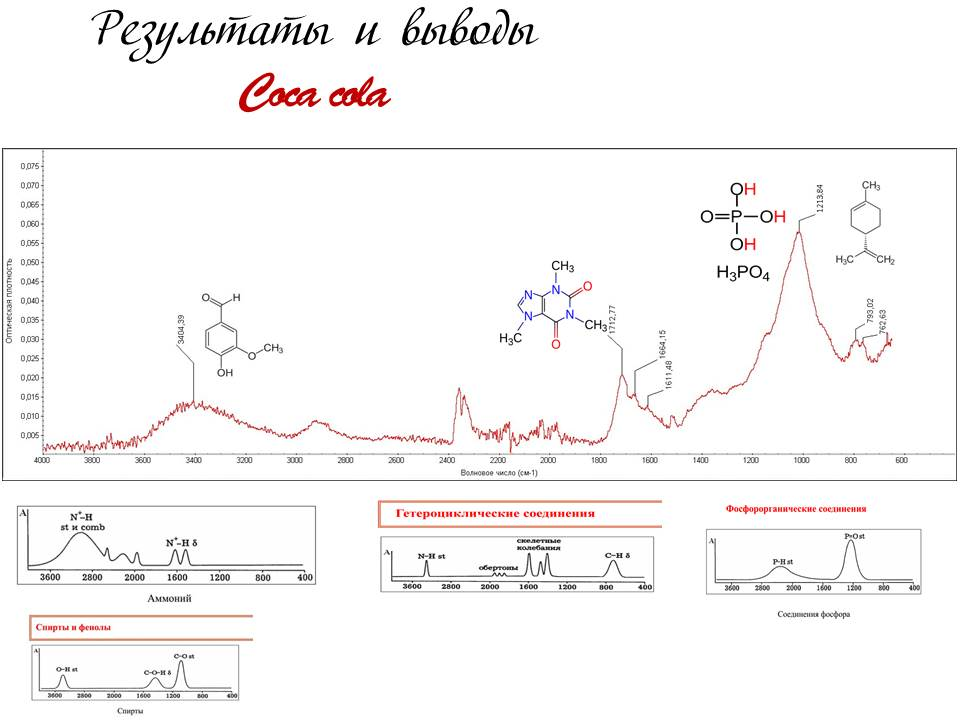 Результаты и выводы
Coca cola
0,075
0,070
0,065
0,060
0,055
0,050
0,045
0,040
0,035
0,030
0,025
0,020
0,015
0,010
0,005
Оптическая плотность
4000 3800 3600 3400 3200 3000 2800 2600 2400 2200 2000 1800 1600 1400 1200 1000 800 600
Волновое число (см-1)
3404,39
O H
O CH3
OH
CH3
N N O
N N CH3
H3C O
1712,77
1664,15
1611,48
OH
O=P–OH
OH
H3PO4
1213,84
CH3
H3C CH2
793,02
762,63
A
N+–H
st и comb
N+–H δ
3600 2800 2000 1600 1200 800 400
Аммоний
Гетероциклические соединения
A
N–H st
обертоны
скелетные
колебания
C–H δ
3600 2800 2000 1600 1200 800 400
Фосфорорганические соединения
A
P–H st
P=O st
3600 2800 2000 1600 1200 800 400
Соединения фосфора
Спирты и фенолы
A
O–H st
C–O–H δ
C–O st
3600 2800 2000 1600 1200 800 400
Спирты